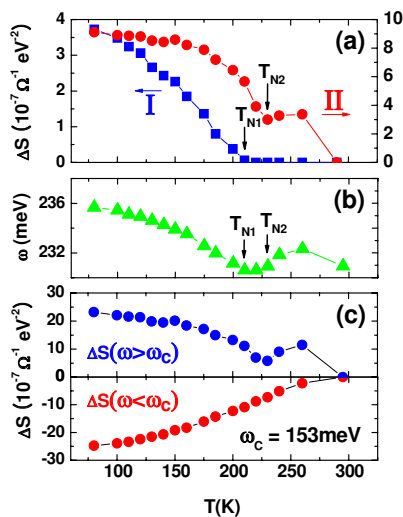 4
3
2
1
0
10
8
6
4
2
0
ΔS (10⁻⁷Ω⁻¹ eV⁻²)
(a)
I
II
T_N2
T_N1
236
232
ω (meV)
(b)
T_N1
T_N2
30
20
10
0
-10
-20
-30
ΔS (10⁻⁷Ω⁻¹ eV⁻²)
(c)
ΔS(ω>ω_C)
ΔS(ω<ω_C)
ω_C = 153meV
100 150 200 250 300
T(K)